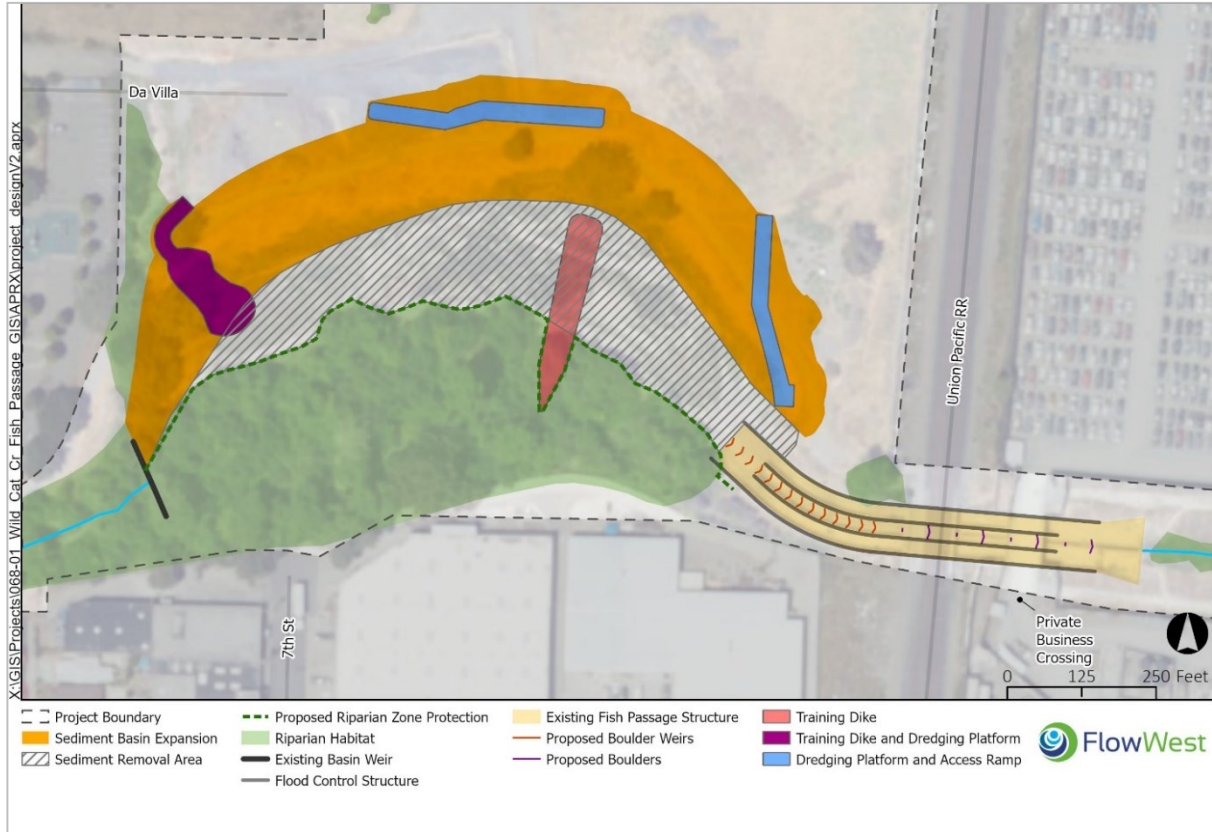 X:\GIS\Projects\068-01_Wild_Cat_Cr_Fish_Passage_GIS\APRX\project_designV2.aprx
Da Villa
Union Pacific RR
7th St
Private
Business
Crossing
0 125 250 Feet
Project Boundary
Sediment Basin Expansion
Sediment Removal Area
Proposed Riparian Zone Protection
Riparian Habitat
Existing Basin Weir
Flood Control Structure
Existing Fish Passage Structure
Proposed Boulder Weirs
Proposed Boulders
Training Dike
Training Dike and Dredging Platform
Dredging Platform and Access Ramp
FlowWest